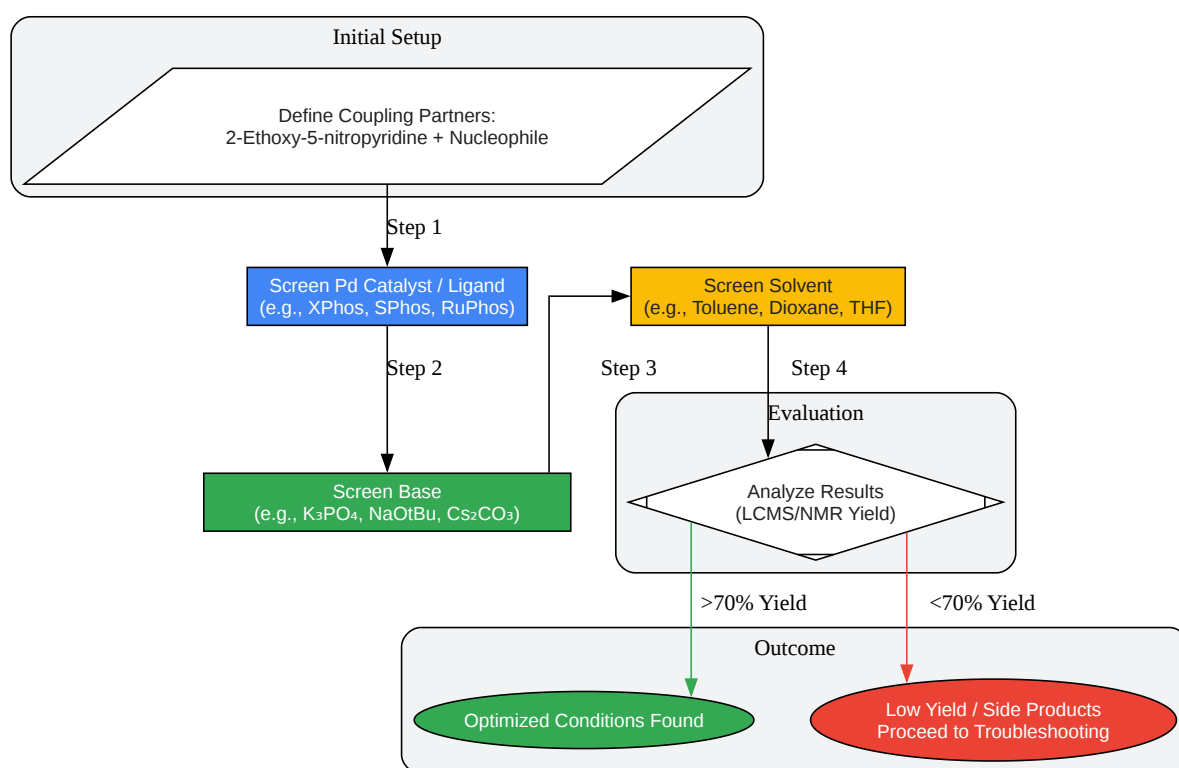 Initial Setup
Define Coupling Partners:
2-Ethoxy-5-nitropyridine + Nucleophile
Step 1
Screen Pd Catalyst / Ligand
(e.g., XPhos, SPhos, RuPhos)
Screen Solvent
(e.g., Toluene, Dioxane, THF)
Step 2
Step 3
Step 4
Evaluation
Screen Base
(e.g., K₃PO₄, NaOtBu, Cs₂CO₃)
Analyze Results
(LCMS/NMR Yield)
>70% Yield
<70% Yield
Outcome
Optimized Conditions Found
Low Yield / Side Products
Proceed to Troubleshooting